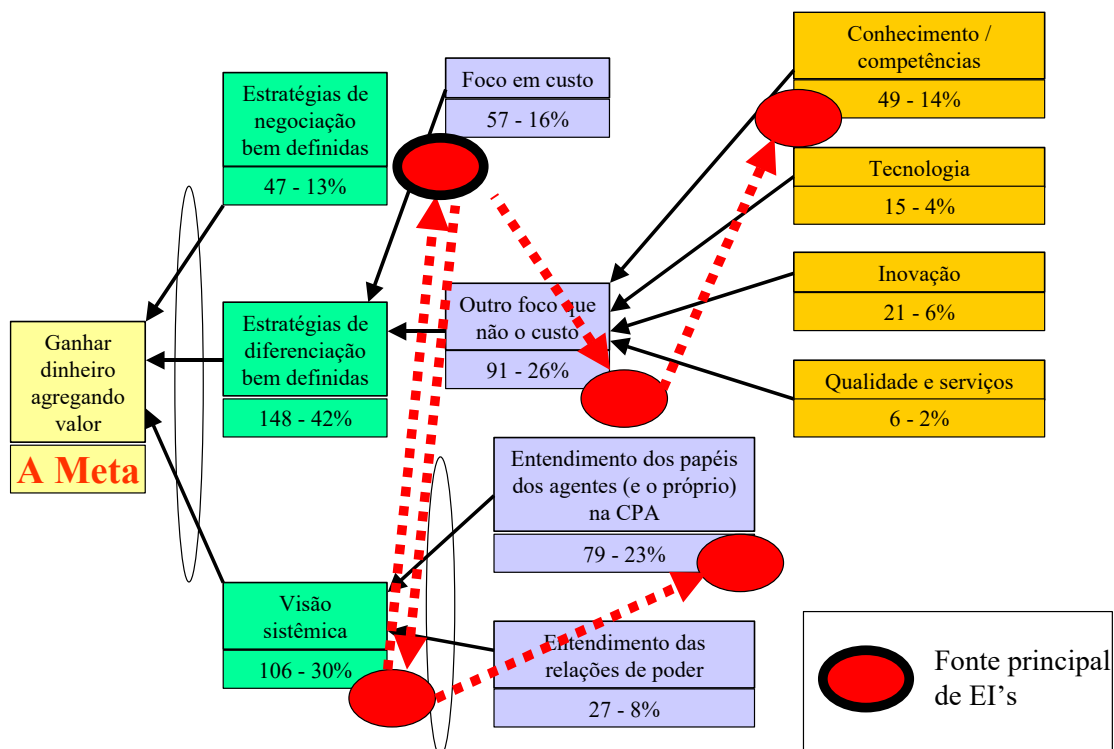 Conhecimento /
competências
49 - 14%
Estratégias de
negociação
bem definidas
47 - 13%
Foco em custo
57 - 16%
Tecnologia
15 - 4%
Inovação
21 - 6%
Ganhar
dinheiro
agregando
valor
A Meta
Estratégias de
diferenciação
bem definidas
148 - 42%
Outro foco que
não o custo
91 - 26%
Qualidade e serviços
6 - 2%
Entendimento dos papéis
dos agentes (e o próprio)
na CPA
79 - 23%
Visão
sistêmica
106 - 30%
Entendimento das
relações de poder
27 - 8%
Fonte principal
de EI's